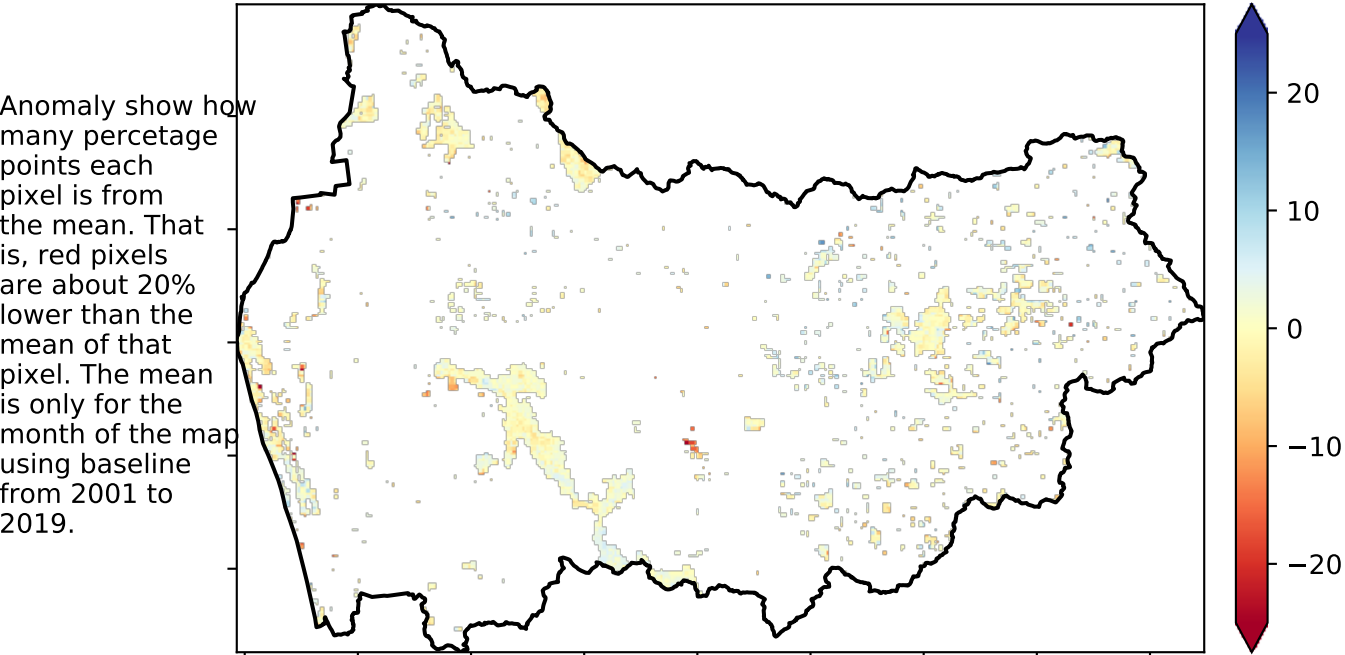 Anomaly show how
many percetage
points each
pixel is from
the mean. That
is, red pixels
are about 20%
lower than the
mean of that
pixel. The mean
is only for the
month of the map
using baseline
from 2001 to
2019.
20
10
0
−10
−20